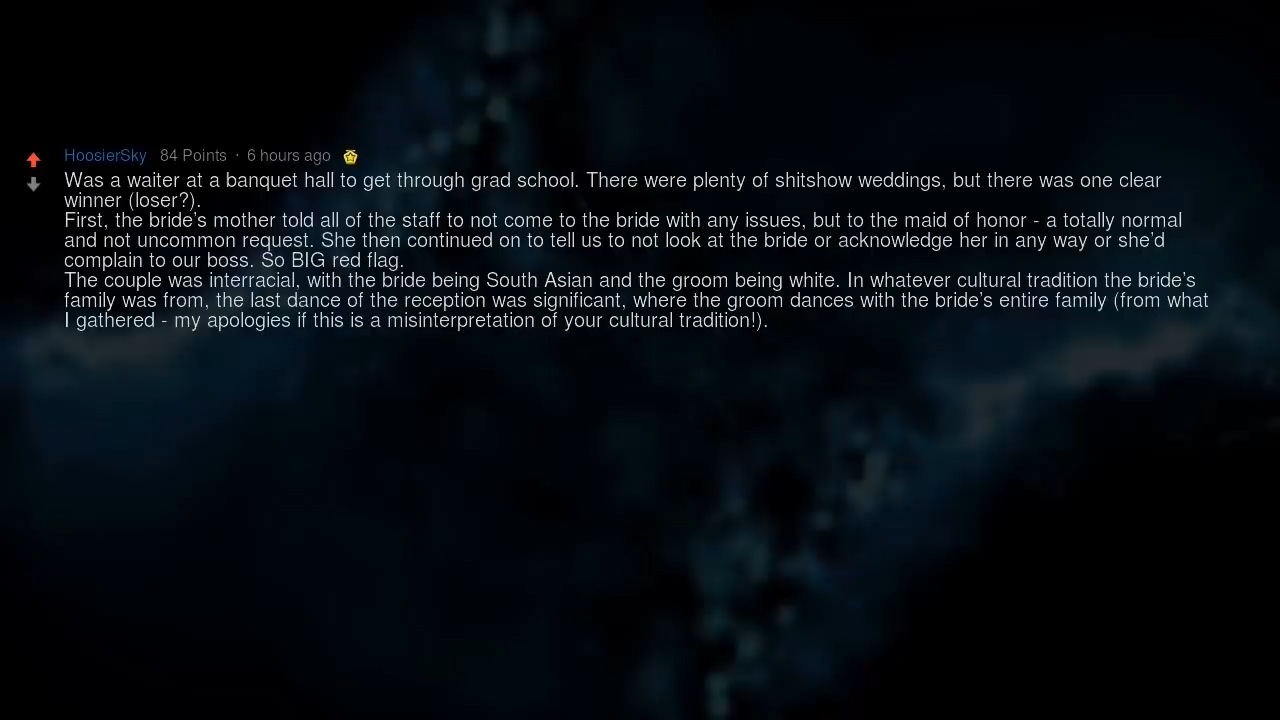 HoosierSky 84 Points · 6 hours ago
Was a waiter at a banquet hall to get through grad school. There were plenty of shitshow weddings, but there was one clear
winner (loser?).
First, the bride's mother told all of the staff to not come to the bride with any issues, but to the maid of honor - a totally normal
and not uncommon request. She then continued on to tell us to not look at the bride or acknowledge her in any way or she'd
complain to our boss. So BIG red flag.
The couple was interracial, with the bride being South Asian and the groom being white. In whatever cultural tradition the bride's
family was from, the last dance of the reception was significant, where the groom dances with the bride's entire family (from what
I gathered - my apologies if this is a misinterpretation of your cultural tradition!).